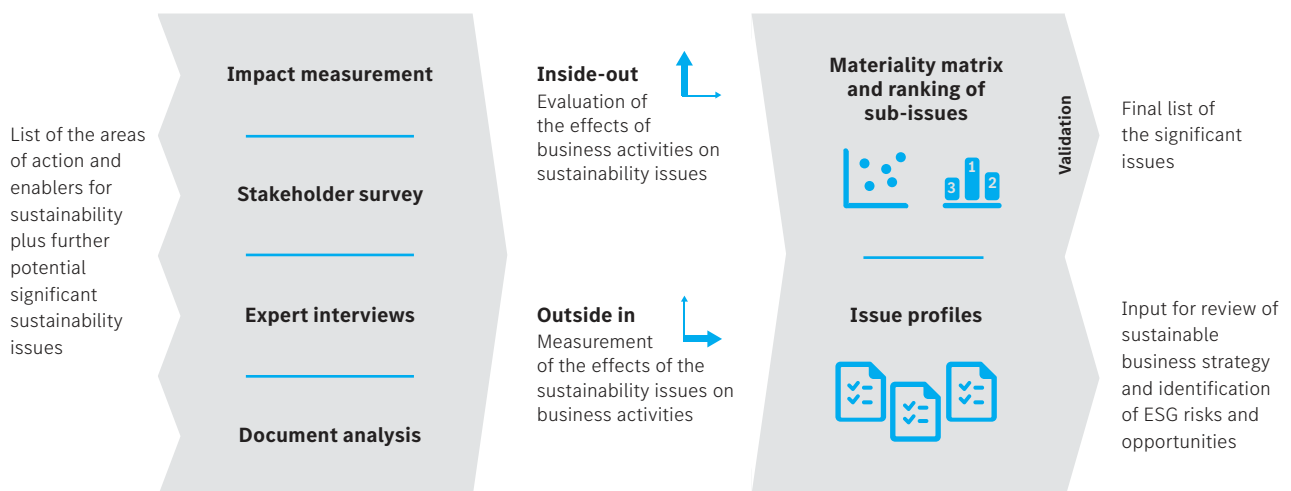 List of the areas
of action and
enablers for
sustainability
plus further
potential
significant
sustainability
issues
Impact measurement
Stakeholder survey
Expert interviews
Document analysis
Inside-out
Evaluation of
the effects of
business activities on
sustainability issues
Outside in
Measurement
of the effects of the
sustainability issues on
business activities
Materiality matrix
and ranking of
sub-issues
3 1 2
Issue profiles
Validation
Final list of
the significant
issues
Input for review of
sustainable
business strategy
and identification
of ESG risks and
opportunities